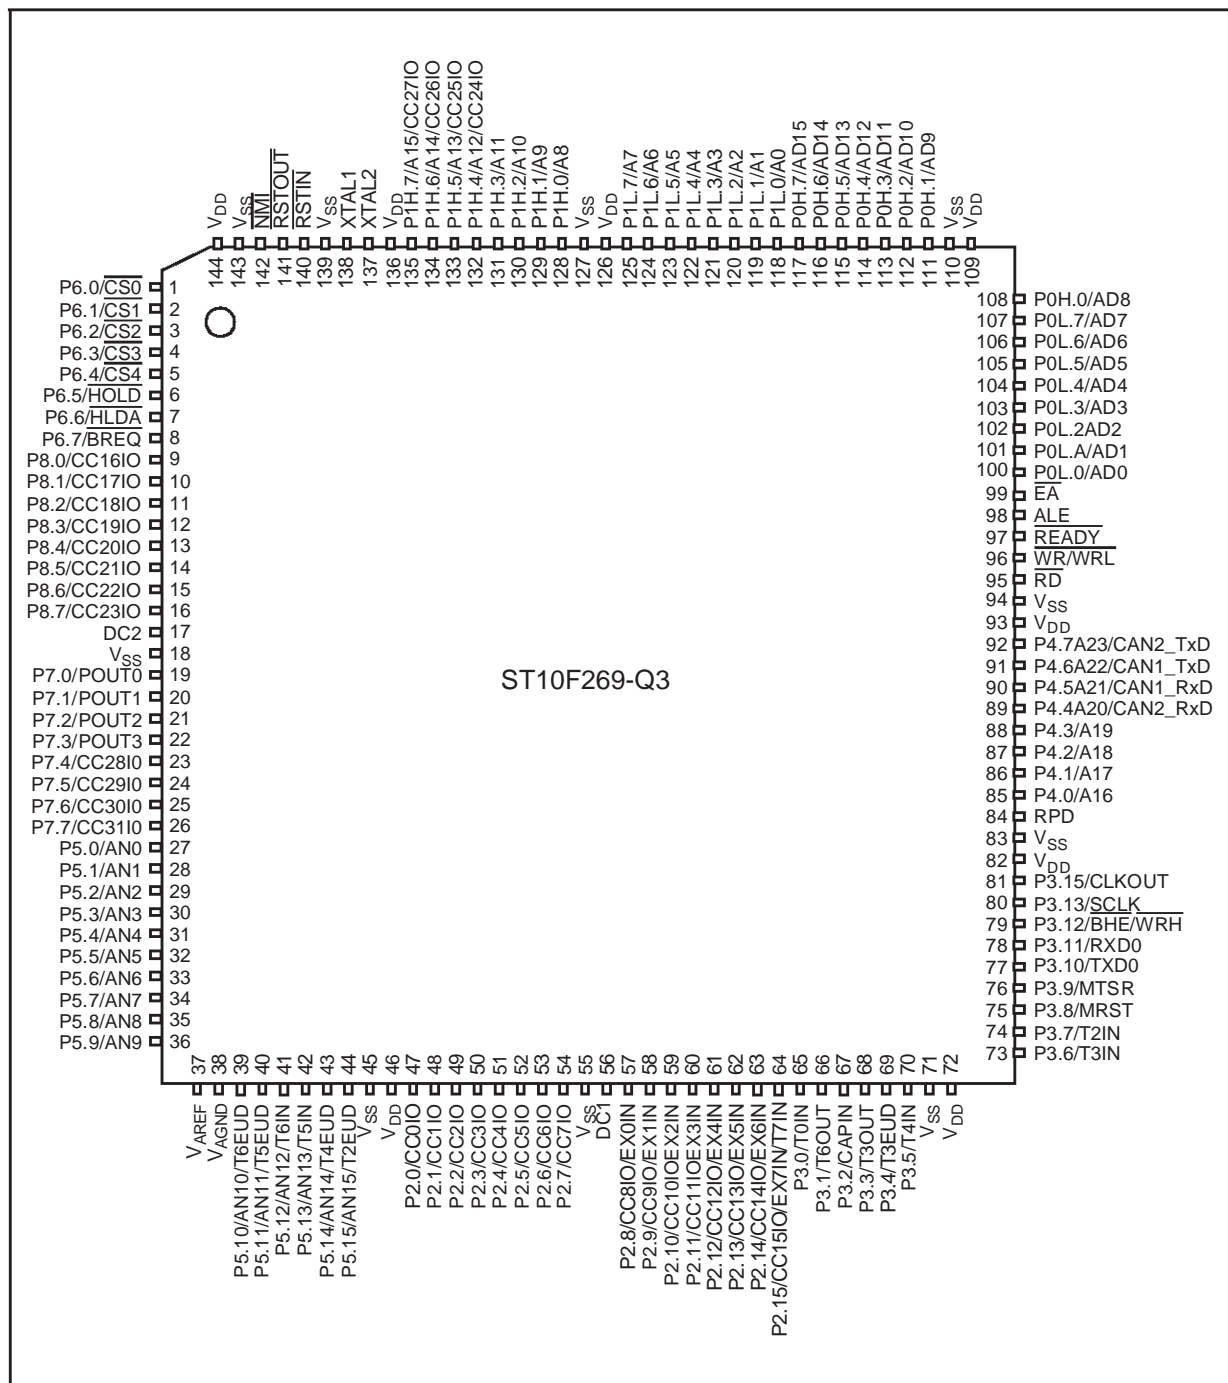 VDD
VSS
NMI
RSTOUT
RSTIN
VSS
XTAL1
XTAL2
VDD
P1H.7/A15/CC27IO
P1H.6/A14/CC26IO
P1H.5/A13/CC25IO
P1H.4/A12/CC24IO
P1H.3/A11
P1H.2/A10
P1H.1/A9
P1H.0/A8
VSS
VDD
P1L.7/A7
P1L.6/A6
P1L.5/A5
P1L.4/A4
P1L.3/A3
P1L.2/A2
P1L.1/A1
P1L.0/A0
P0H.7/AD15
P0H.6/AD14
P0H.5/AD13
P0H.4/AD12
P0H.3/AD11
P0H.2/AD10
P0H.1/AD9
VSS
VDD
144
143
142
141
140
139
138
137
136
135
134
133
132
131
130
129
128
127
126
125
124
123
122
121
120
119
118
117
116
115
114
113
112
111
110
109
P6.0/CS0 1
P6.1/CS1 2
P6.2/CS2 3
P6.3/CS3 4
P6.4/CS4 5
P6.5/HOLD 6
P6.6/HLDA 7
P6.7/BREQ 8
P8.0/CC16IO 9
P8.1/CC17IO 10
P8.2/CC18IO 11
P8.3/CC19IO 12
P8.4/CC20IO 13
P8.5/CC21IO 14
P8.6/CC22IO 15
P8.7/CC23IO 16
DC2 17
VSS 18
P7.0/POUT0 19
P7.1/POUT1 20
P7.2/POUT2 21
P7.3/POUT3 22
P7.4/CC28I0 23
P7.5/CC29I0 24
P7.6/CC30I0 25
P7.7/CC31I0 26
P5.0/AN0 27
P5.1/AN1 28
P5.2/AN2 29
P5.3/AN3 30
P5.4/AN4 31
P5.5/AN5 32
P5.6/AN6 33
P5.7/AN7 34
P5.8/AN8 35
P5.9/AN9 36
ST10F269-Q3
108 P0H.0/AD8
107 P0L.7/AD7
106 P0L.6/AD6
105 P0L.5/AD5
104 P0L.4/AD4
103 P0L.3/AD3
102 P0L.2AD2
101 P0L.A/AD1
100 P0L.0/AD0
99 EA
98 ALE
97 READY
96 WR/WRL
95 RD
94 VSS
93 VDD
92 P4.7A23/CAN2_TxD
91 P4.6A22/CAN1_TxD
90 P4.5A21/CAN1_RxD
89 P4.4A20/CAN2_RxD
88 P4.3/A19
87 P4.2/A18
86 P4.1/A17
85 P4.0/A16
84 RPD
83 VSS
82 VDD
81 P3.15/CLKOUT
80 P3.13/SCLK
79 P3.12/BHE/WRH
78 P3.11/RXD0
77 P3.10/TXD0
76 P3.9/MTSR
75 P3.8/MRST
74 P3.7/T2IN
73 P3.6/T3IN
37
38
39
40
41
42
43
44
45
46
47
48
49
50
51
52
53
54
55
56
57
58
59
60
61
62
63
64
65
66
67
68
69
70
71
72
VAREF
VAGND
P5.10/AN10/T6EUD
P5.11/AN11/T5EUD
P5.12/AN12/T6IN
P5.13/AN13/T5IN
P5.14/AN14/T4EUD
P5.15/AN15/T2EUD
VSS
VDD
P2.0/CC0IO
P2.1/CC1IO
P2.2/CC2IO
P2.3/CC3IO
P2.4/CC4IO
P2.5/CC5IO
P2.6/CC6IO
P2.7/CC7IO
VSS
DC1
P2.8/CC8IO/EX0IN
P2.9/CC9IO/EX1IN
P2.10/CC10IOEX2IN
P2.11/CC11IOEX3IN
P2.12/CC12IO/EX4IN
P2.13/CC13IO/EX5IN
P2.14/CC14IO/EX6IN
P2.15/CC15IO/EX7IN/T7IN
P3.0/T0IN
P3.1/T6OUT
P3.2/CAPIN
P3.3/T3OUT
P3.4/T3EUD
P3.5/T4IN
VSS
VDD